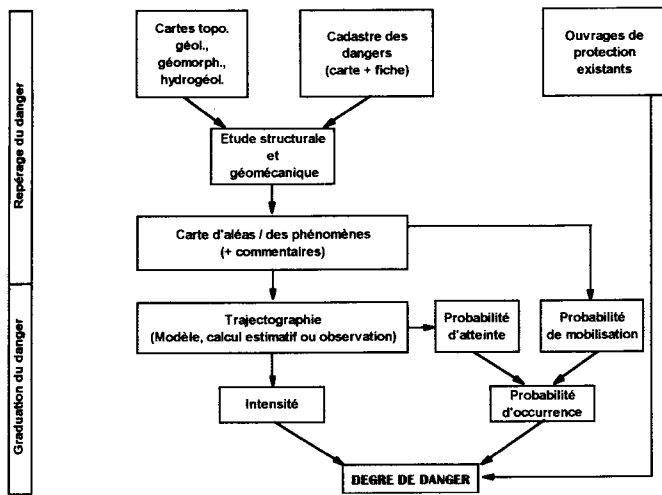 Repérage du danger
Graduation du danger
Cartes topo.
géol.,
géomorph.,
hydrogéol.
Cadastre des
dangers
(carte + fiche)
Ouvrages de
protection
existants
Etude structurale
et
géomécanique
Carte d'aléas / des phénomènes
(+ commentaires)
Trajectographie
(Modèle, calcul estimatif ou observation)
Probabilité
d'atteinte
Probabilité
de mobilisation
Intensité
Probabilité
d'occurrence
DEGRE DE DANGER